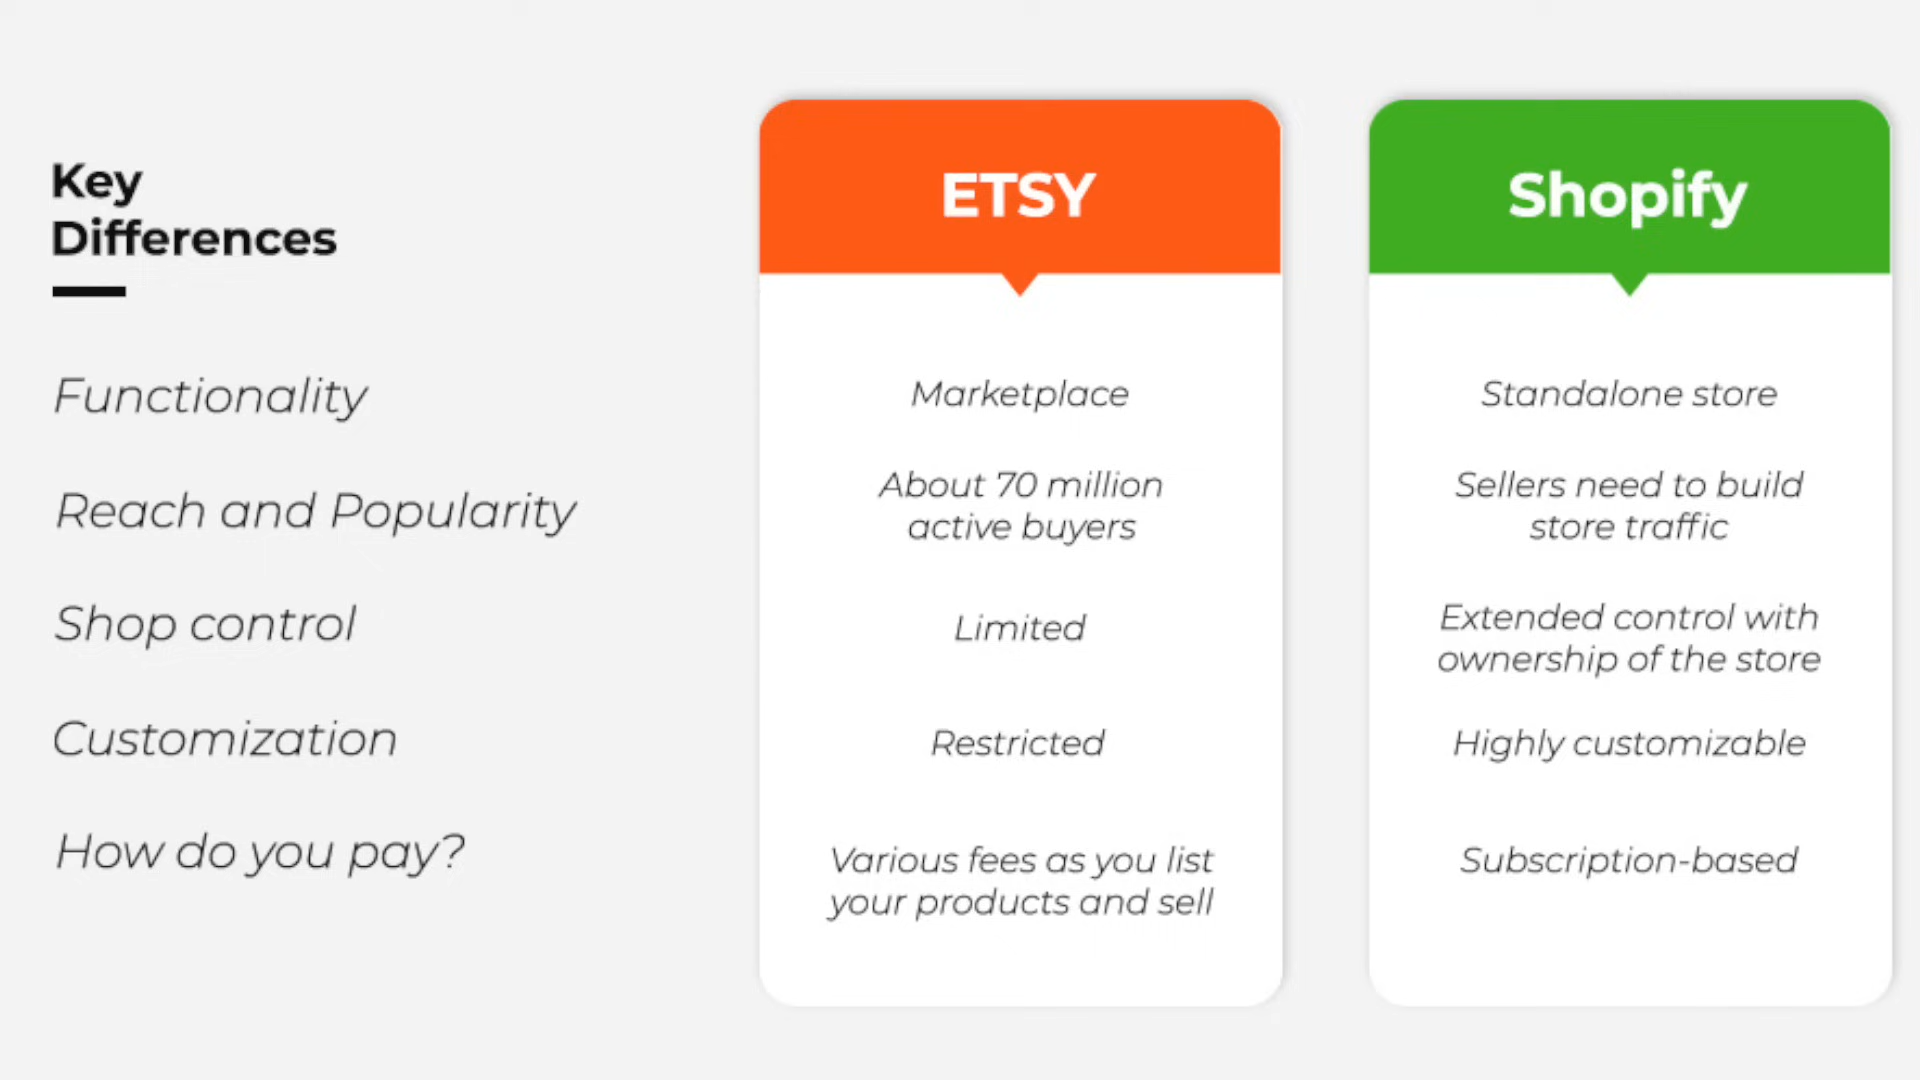 Key
Differences
ETSY
Shopify
Functionality
Marketplace
Standalone store
Reach and Popularity
About 70 million
active buyers
Sellers need to build
store traffic
Shop control
Limited
Extended control with
ownership of the store
Customization
Restricted
Highly customizable
How do you pay?
Various fees as you list
your products and sell
Subscription-based